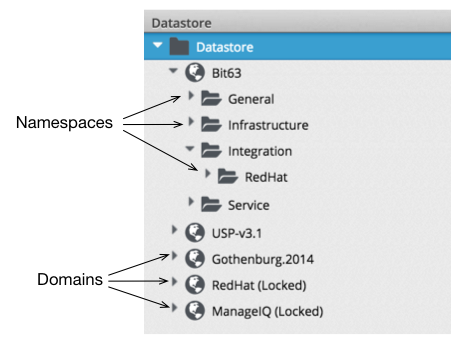 Datastore
Datastore
Bit63
General
Namespaces
Infrastructure
Integration
RedHat
Service
USP-v3.1
Gothenburg.2014
Domains
RedHat (Locked)
ManageIQ (Locked)